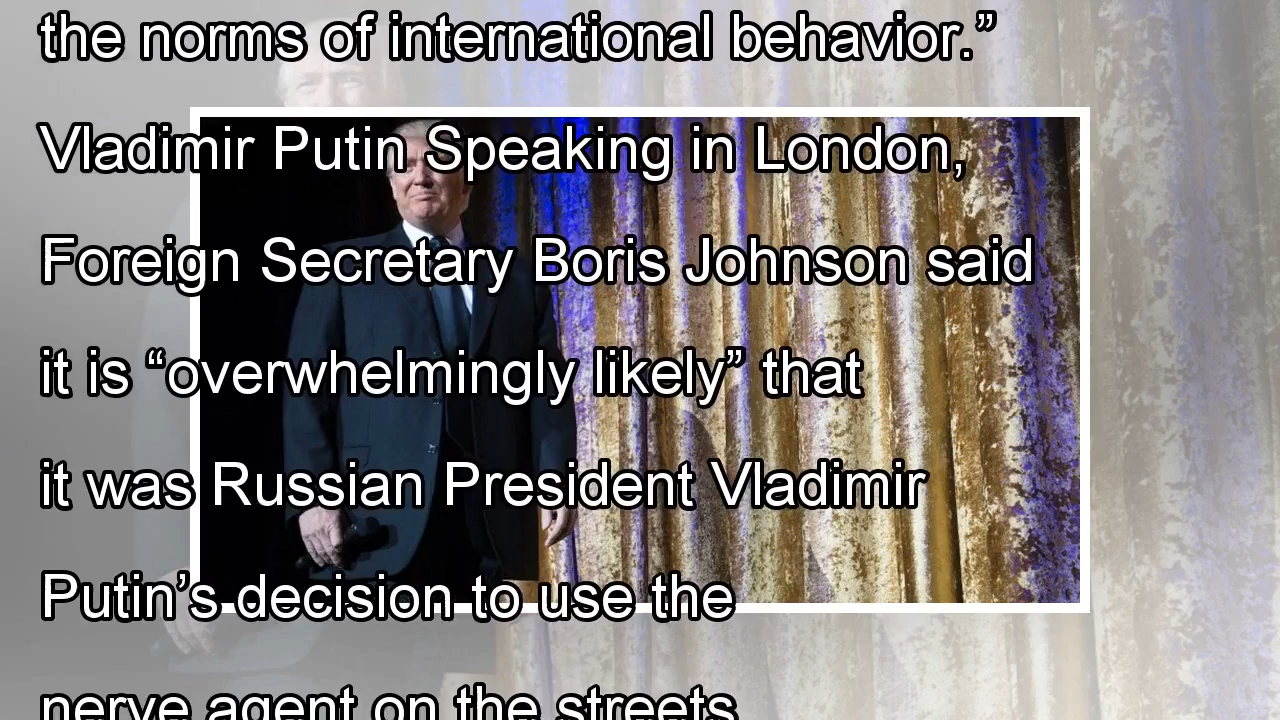 the norms of international behavior.”
Vladimir Putin Speaking in London,
Foreign Secretary Boris Johnson said
it is “overwhelmingly likely” that
it was Russian President Vladimir
Putin’s decision to use the
nerve agent on the streets